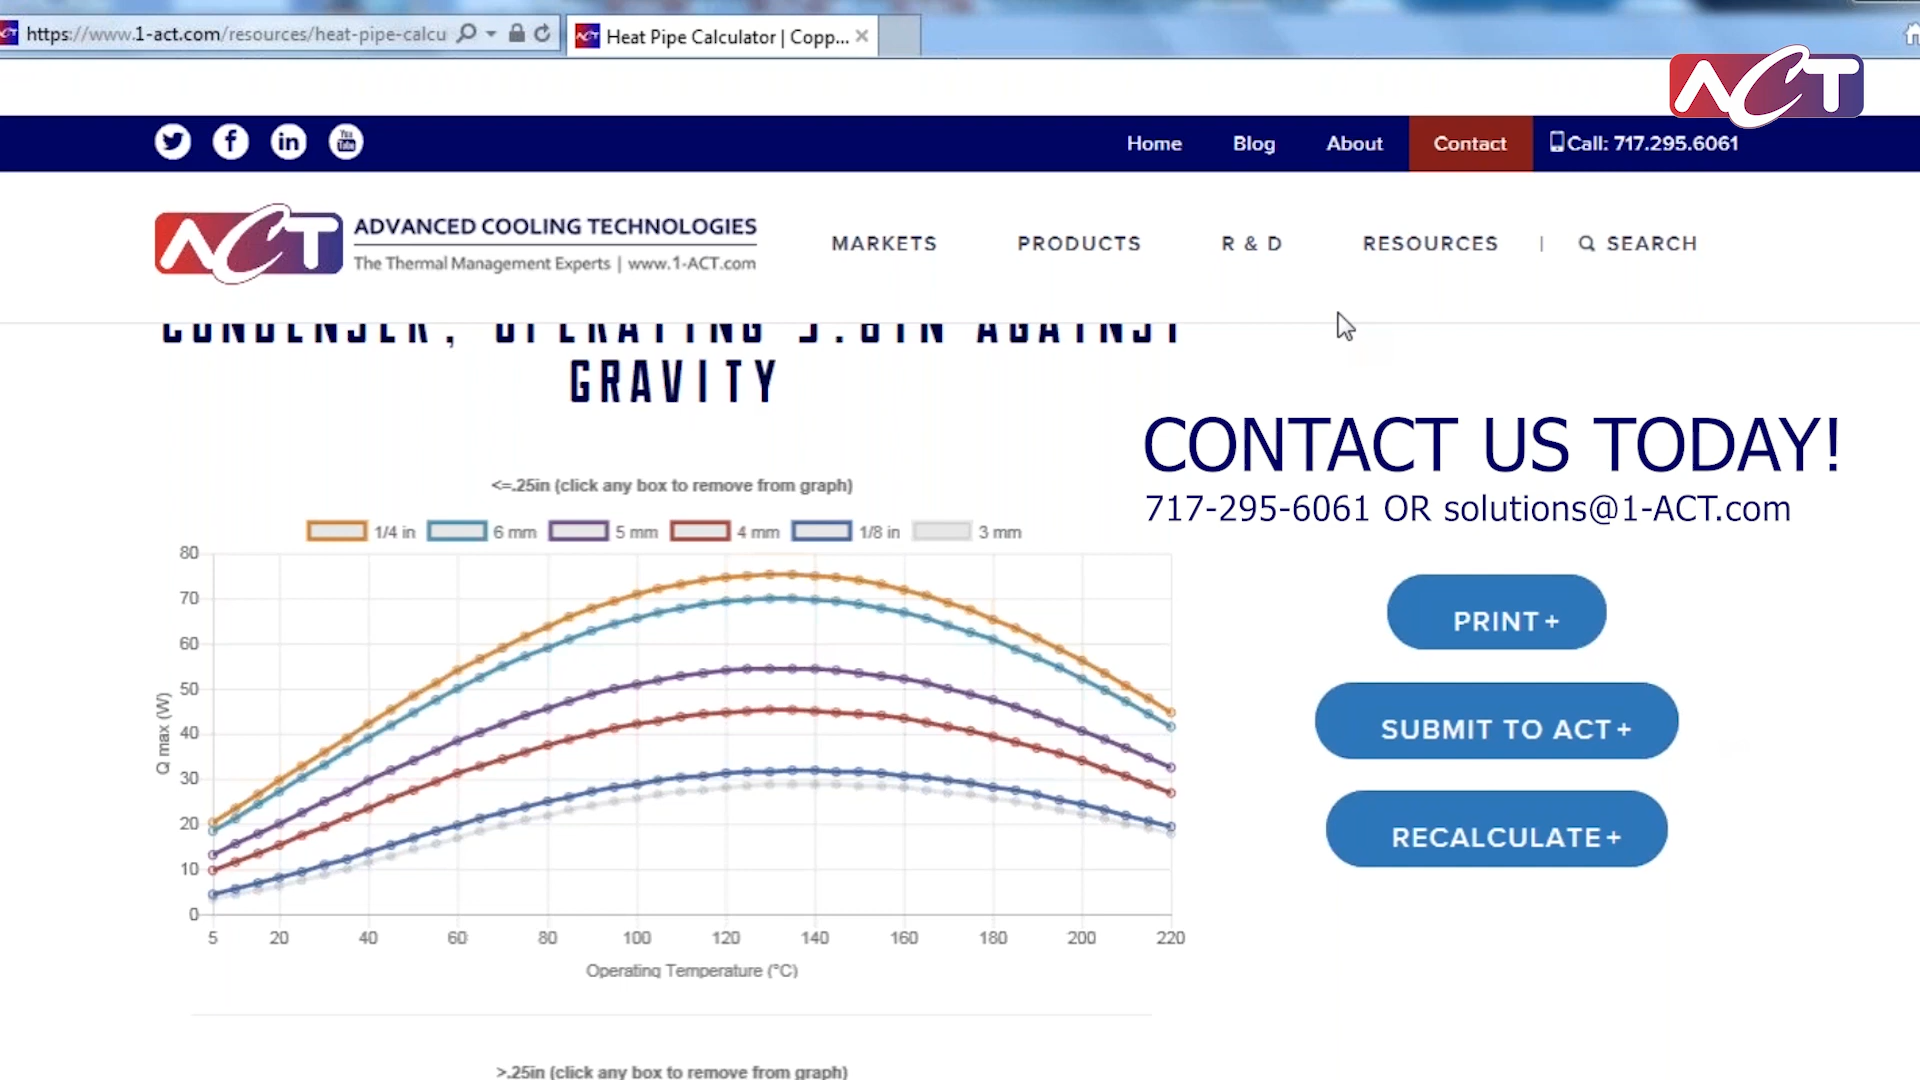 https://www.1-act.com/resources/heat-pipe-calcu
Heat Pipe Calculator | Copp...
ACT
Home
Blog
About
Contact
Call: 717.295.6061
ACT
ADVANCED COOLING TECHNOLOGIES
The Thermal Management Experts | www.1-ACT.com
MARKETS
PRODUCTS
R & D
RESOURCES
|
SEARCH
CONDENSER, OPERATING AGAINST
GRAVITY
CONTACT US TODAY!
717-295-6061 OR solutions@1-ACT.com
<=.25in (click any box to remove from graph)
1/4 in
6 mm
5 mm
4 mm
1/8 in
3 mm
80
70
60
50
40
30
20
10
0
Q max (W)
5
20
40
60
80
100
120
140
160
180
200
220
Operating Temperature (°C)
PRINT +
SUBMIT TO ACT +
RECALCULATE +
>.25in (click any box to remove from graph)